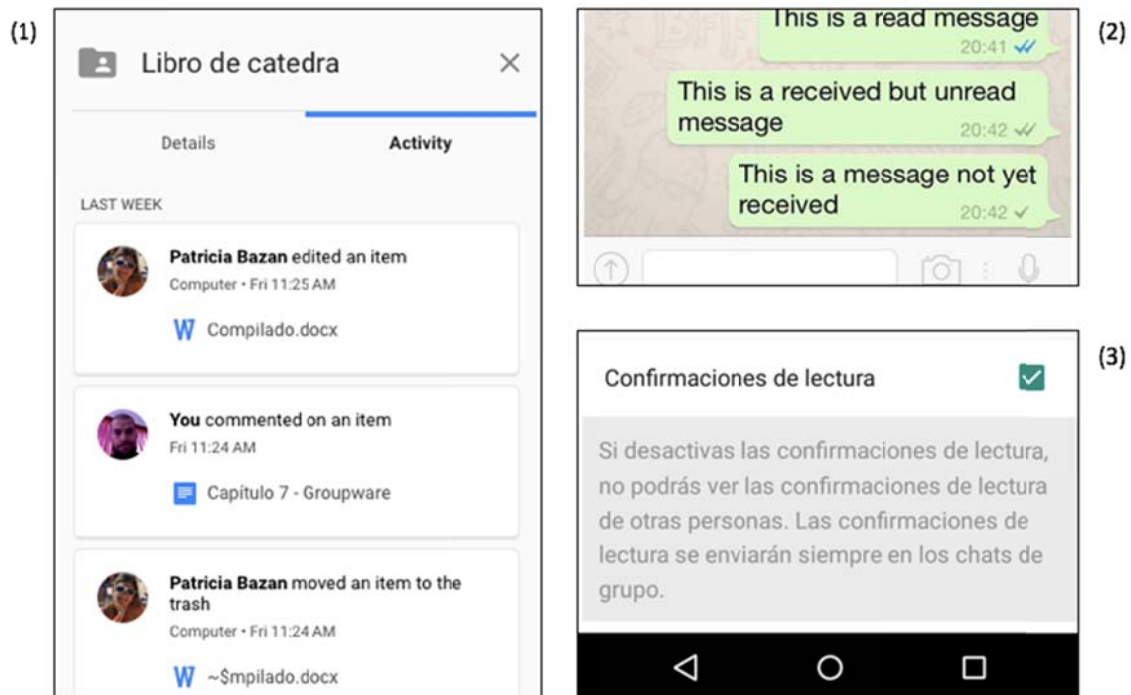 (1)
Libro de catedra
Details Activity
LAST WEEK
Patricia Bazan edited an item
Computer • Fri 11:25 AM
Compilado.docx
You commented on an item
Fri 11:24 AM
Capítulo 7 - Groupware
Patricia Bazan moved an item to the
trash
Computer • Fri 11:24 AM
~$mpilado.docx
(2)
This is a read message
20:41
This is a received but unread
message
20:42
This is a message not yet
received
20:42
(3)
Confirmaciones de lectura
Si desactivas las confirmaciones de lectura,
no podrás ver las confirmaciones de lectura
de otras personas. Las confirmaciones de
lectura se enviarán siempre en los chats de
grupo.